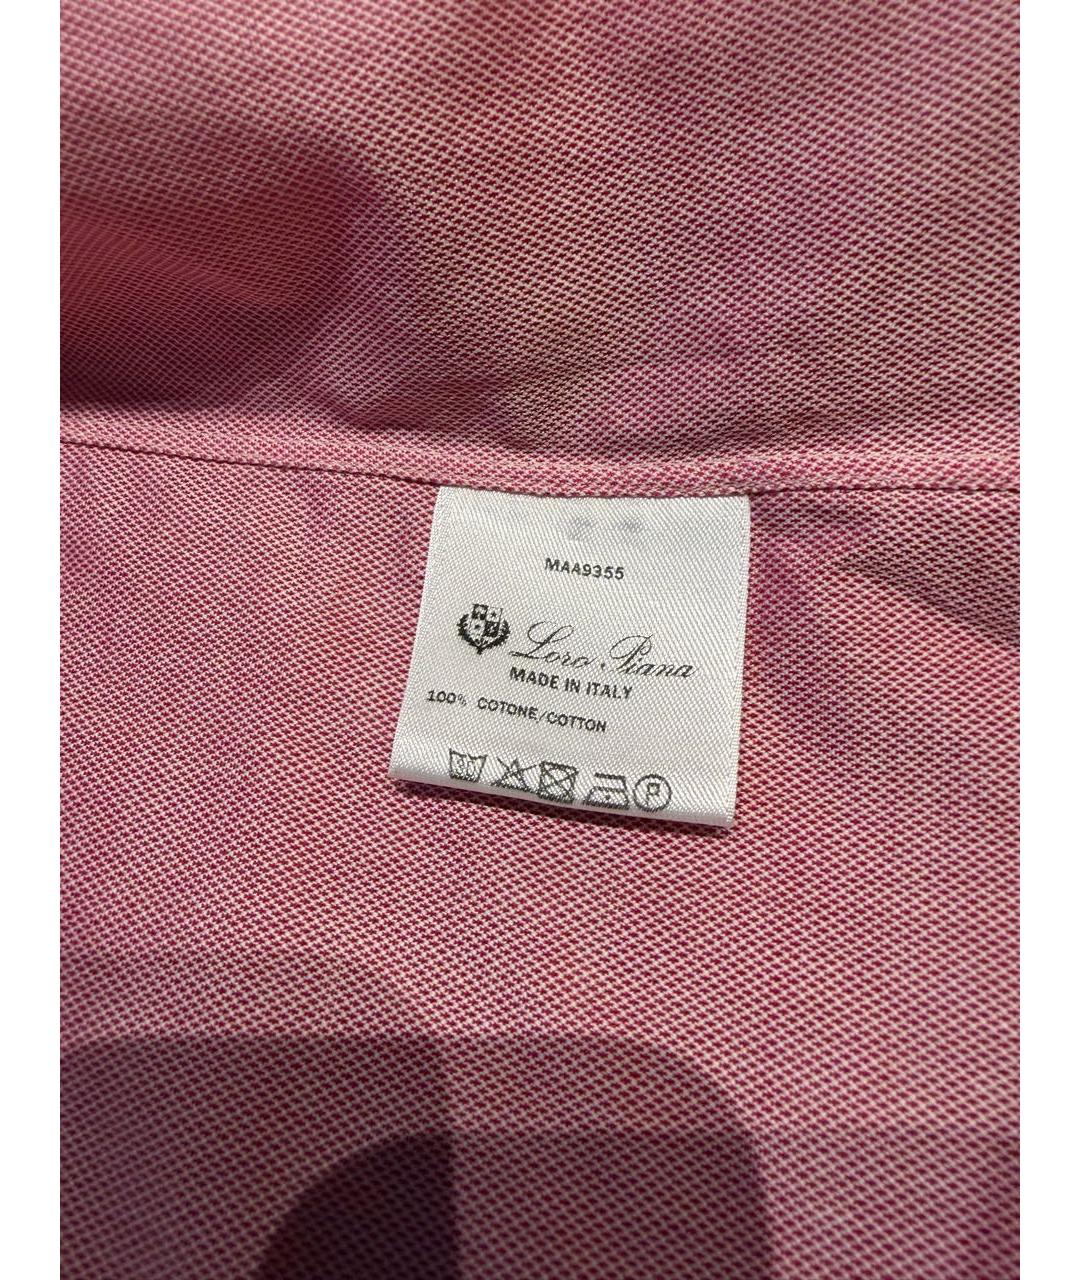 MAA9355
Loro Piana
MADE IN ITALY
100% COTONE/COTTON
P